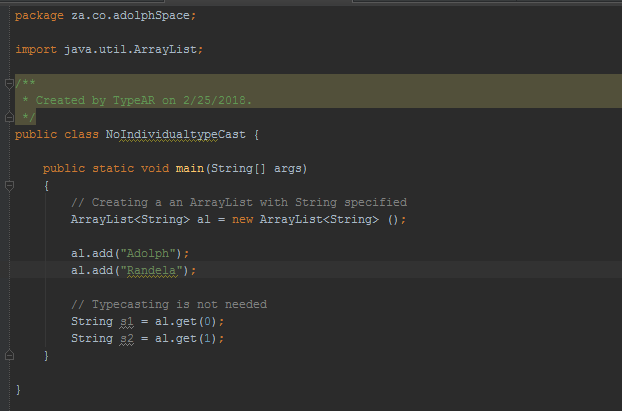 package za.co.adolphSpace;
import java.util.ArrayList;
/**
* Created by TypeAR on 2/25/2018.
*/
public class NoIndividualtypeCast {
public static void main(String[] args)
{
// Creating a an ArrayList with String specified
ArrayList<String> al = new ArrayList<String> ();
al.add("Adolph");
al.add("Randela");
// Typecasting is not needed
String s1 = al.get(0);
String s2 = al.get(1);
}
}